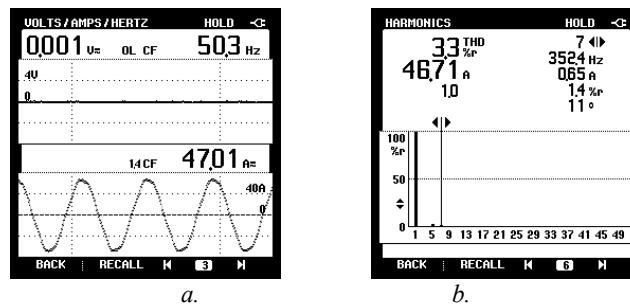 VOLTS/AMPS/HERTZ HOLD
0,001 V≂ OL CF 50,3 Hz
4V
0
1,4 CF 47,01 A≂
40A
0
BACK RECALL 3
a.
HARMONICS HOLD
3,3 THD %r 7
352,4 Hz
46,71 A 0,65 A
1,0 1,4 %r
11 °
100
%r
50
0
1 5 9 13 17 21 25 29 33 37 41 45 49
BACK RECALL 6
b.